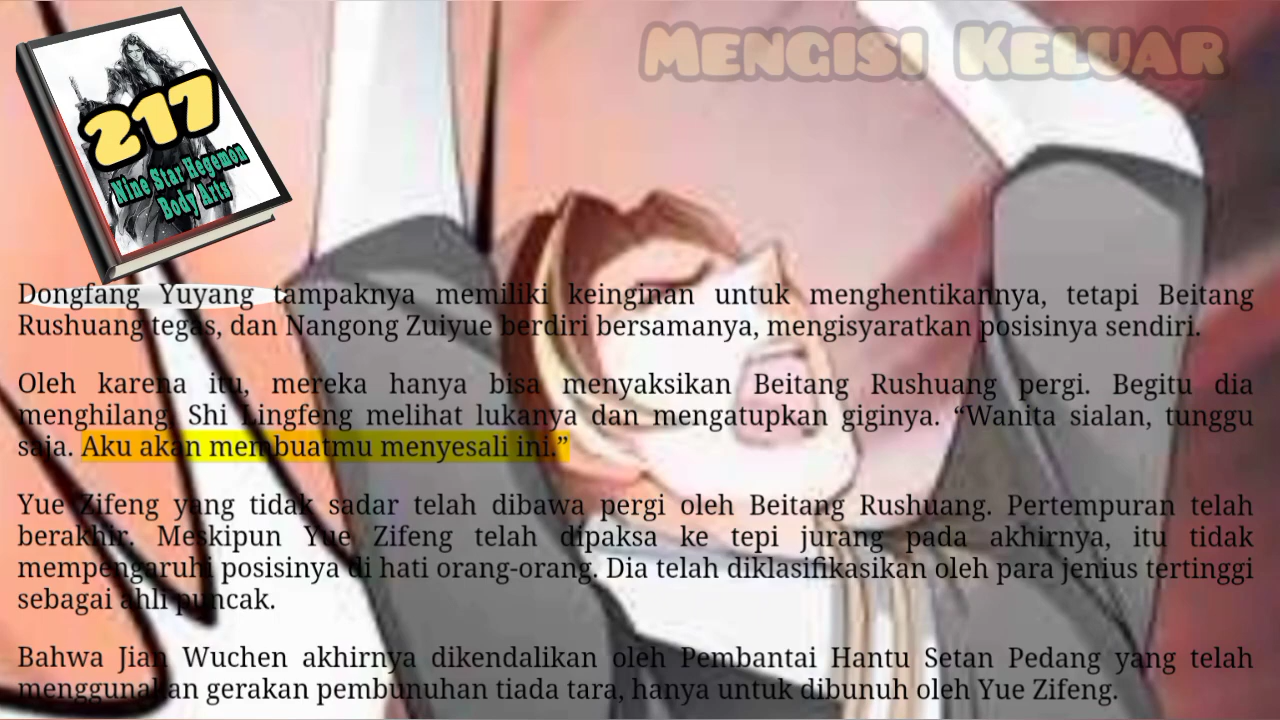 Mengisi Keluar
217
Nine Star Hegemon
Body Arts
Dongfang Yuyang tampaknya memiliki keinginan untuk menghentikannya, tetapi Beitang
Rushuang tegas, dan Nangong Zuiyue berdiri bersamanya, mengisyaratkan posisinya sendiri.
Oleh karena itu, mereka hanya bisa menyaksikan Beitang Rushuang pergi. Begitu dia
menghilang, Shi Lingfeng melihat lukanya dan mengatupkan giginya. “Wanita sialan, tunggu
saja. Aku akan membuatmu menyesali ini.”
Yue Zifeng yang tidak sadar telah dibawa pergi oleh Beitang Rushuang. Pertempuran telah
berakhir. Meskipun Yue Zifeng telah dipaksa ke tepi jurang pada akhirnya, itu tidak
mempengaruhi posisinya di hati orang-orang. Dia telah diklasifikasikan oleh para jenius tertinggi
sebagai ahli puncak.
Bahwa Jian Wuchen akhirnya dikendalikan oleh Pembantai Hantu Setan Pedang yang telah
menggunakan gerakan pembunuhan tiada tara, hanya untuk dibunuh oleh Yue Zifeng.